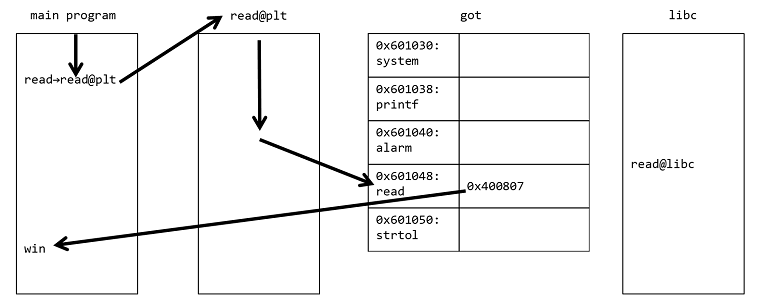 main program
read@plt
got
libc
read→read@plt
win
0x601030:
system
0x601038:
printf
0x601040:
alarm
0x601048:
read
0x400807
0x601050:
strtol
read@libc